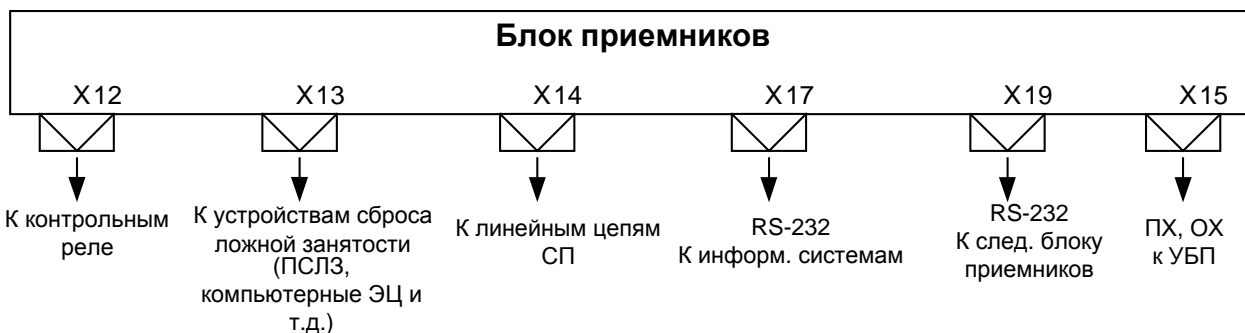 Блок приемников
X12
X13
X14
X17
X19
X15
К контрольным
реле
К устройствам сброса
ложной занятости
(ПСЛЗ,
компьютерные ЭЦ и
т.д.)
К линейным цепям
СП
RS-232
К информ. системам
RS-232
К след. блоку
приемников
ПХ, ОХ
к УБП